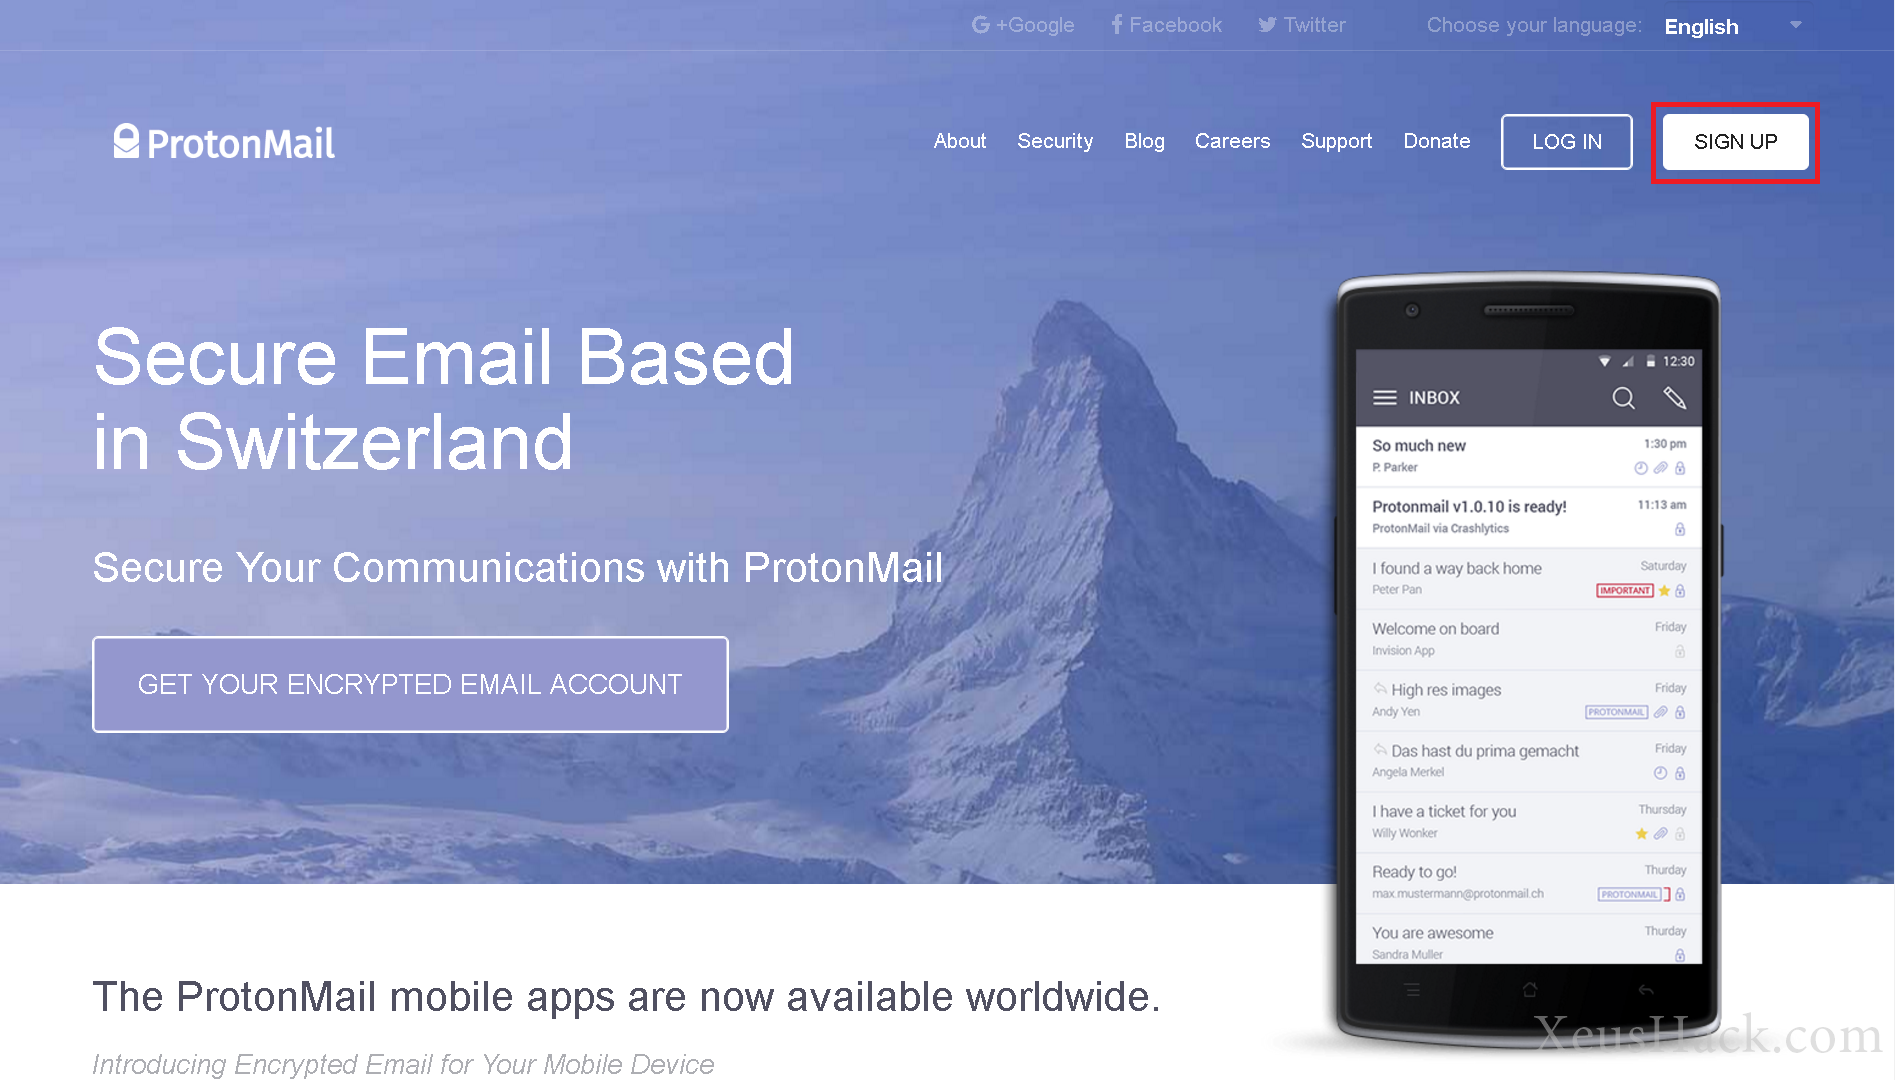 +Google Facebook Twitter Choose your language: English
ProtonMail About Security Blog Careers Support Donate LOG IN SIGN UP
Secure Email Based
in Switzerland
Secure Your Communications with ProtonMail
GET YOUR ENCRYPTED EMAIL ACCOUNT
12:30
INBOX
So much new 1:30 pm
P. Parker
Protonmail v1.0.10 is ready! 11:13 am
ProtonMail via Crashlytics
I found a way back home Saturday
Peter Pan IMPORTANT
Welcome on board Friday
Invision App
High res images Friday
Andy Yen PROTONMAIL
Das hast du prima gemacht Friday
Angela Merkel
I have a ticket for you Thursday
Willy Wonker
Ready to go! Thurday
max.mustermann@protonmail.ch PROTONMAIL
You are awesome Thurday
Sandra Muller
The ProtonMail mobile apps are now available worldwide.
Introducing Encrypted Email for Your Mobile Device
XeusHack.com